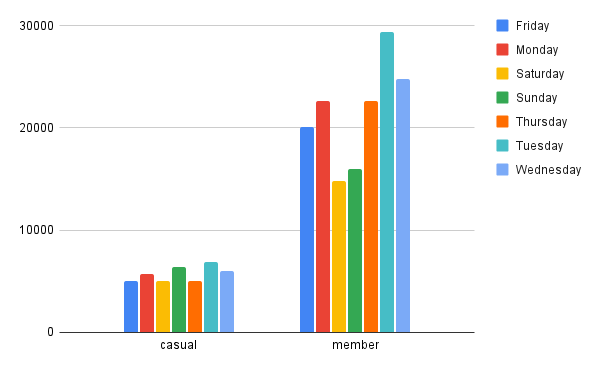 30000
20000
10000
0
casual
member
Friday
Monday
Saturday
Sunday
Thursday
Tuesday
Wednesday